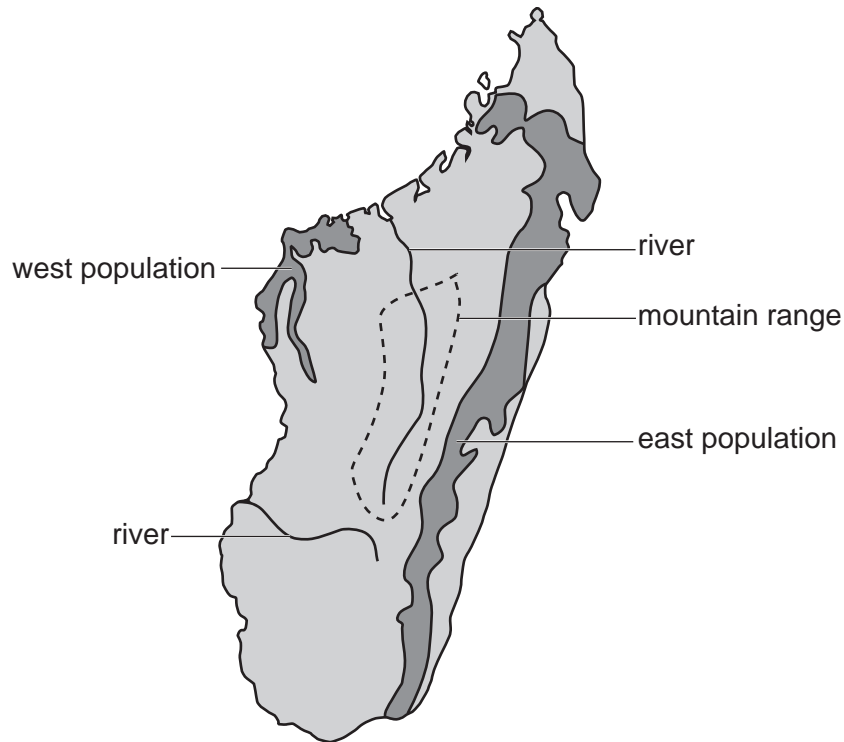 river
west population
mountain range
east population
river